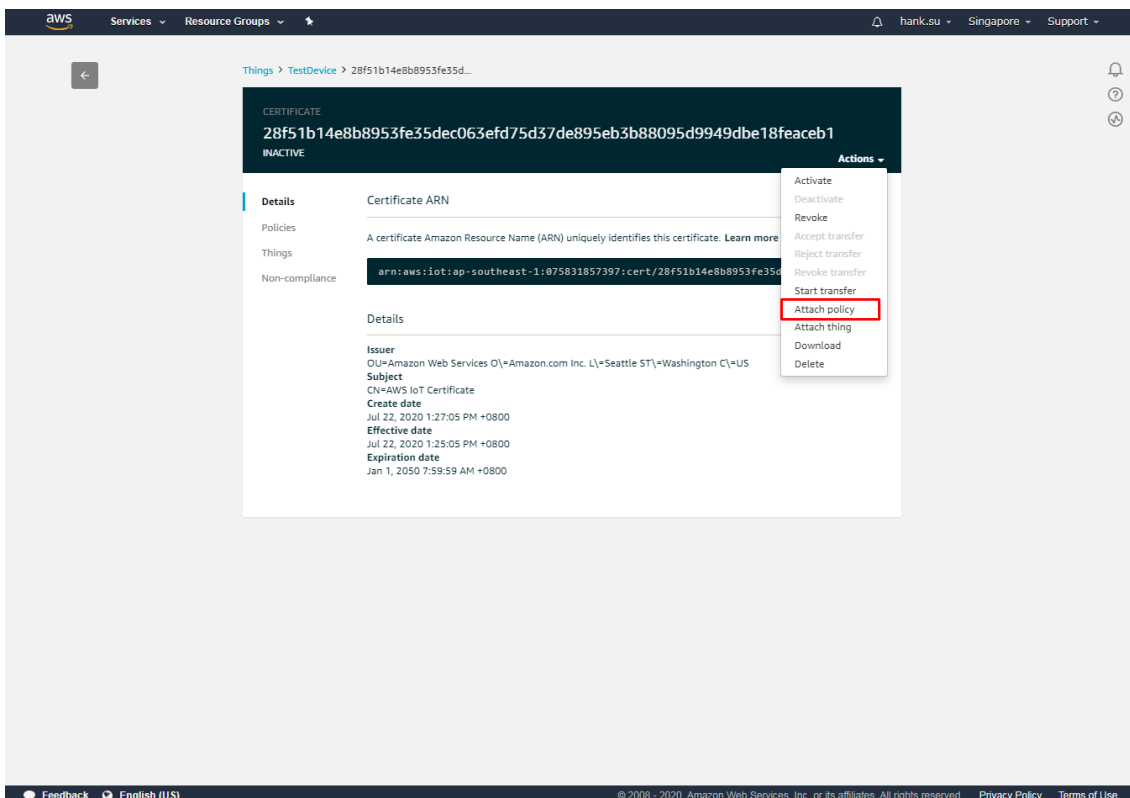 aws Services Resource Groups hank.su Singapore Support
Things > TestDevice > 28f51b14e8b8953fe35d...
CERTIFICATE
28f51b14e8b8953fe35dec063efd75d37de895eb3b88095d9949dbe18feaceb1
INACTIVE
Actions
Activate
Deactivate
Revoke
Accept transfer
Reject transfer
Revoke transfer
Start transfer
Attach policy
Attach thing
Download
Delete
Details
Policies
Things
Non-compliance
Certificate ARN
A certificate Amazon Resource Name (ARN) uniquely identifies this certificate. Learn more
arn:aws:iot:ap-southeast-1:075831857397:cert/28f51b14e8b8953fe35d
Details
Issuer
OU=Amazon Web Services O\=Amazon.com Inc. L\=Seattle ST\=Washington C\=US
Subject
CN=AWS IoT Certificate
Create date
Jul 22, 2020 1:27:05 PM +0800
Effective date
Jul 22, 2020 1:25:05 PM +0800
Expiration date
Jan 1, 2050 7:59:59 AM +0800
Feedback English (US) © 2008 - 2020, Amazon Web Services, Inc. or its affiliates. All rights reserved. Privacy Policy Terms of Use